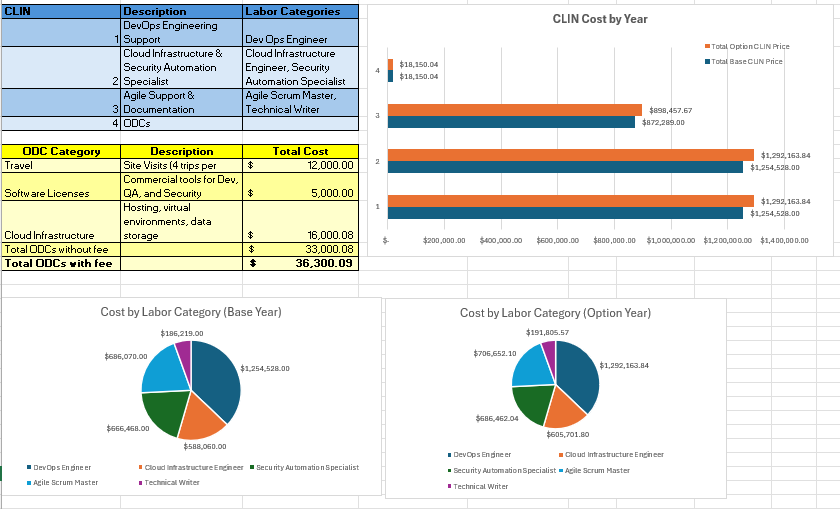 CLIN Description Labor Categories
DevOps Engineering
1 Support Dev Ops Engineer
Cloud Infrastructure & Cloud Infrastructure
Security Automation Engineer, Security
2 Specialist Automation Specialist
Agile Support & Agile Scrum Master,
3 Documentation Technical Writer
4 ODCs
ODC Category Description Total Cost
Travel Site Visits (4 trips per $ 12,000.00
Commercial tools for Dev,
Software Licenses QA, and Security $ 5,000.00
Hosting, virtual
environments, data
Cloud Infrastructure storage $ 16,000.08
Total ODCs without fee $ 33,000.08
Total ODCs with fee $ 36,300.09
CLIN Cost by Year
Total Option CLIN Price
Total Base CLIN Price
4
$18,150.04
$18,150.04
3
$898,457.67
$872,289.00
2
$1,292,163.84
$1,254,528.00
1
$1,292,163.84
$1,254,528.00
$- $200,000.00 $400,000.00 $600,000.00 $800,000.00 $1,000,000.00 $1,200,000.00 $1,400,000.00
Cost by Labor Category (Base Year)
$186,219.00
$686,070.00
$1,254,528.00
$666,468.00
$588,060.00
DevOps Engineer Cloud Infrastructure Engineer Security Automation Specialist
Agile Scrum Master Technical Writer
Cost by Labor Category (Option Year)
$191,805.57
$706,652.10
$1,292,163.84
$686,462.04
$605,701.80
DevOps Engineer Cloud Infrastructure Engineer
Security Automation Specialist Agile Scrum Master
Technical Writer